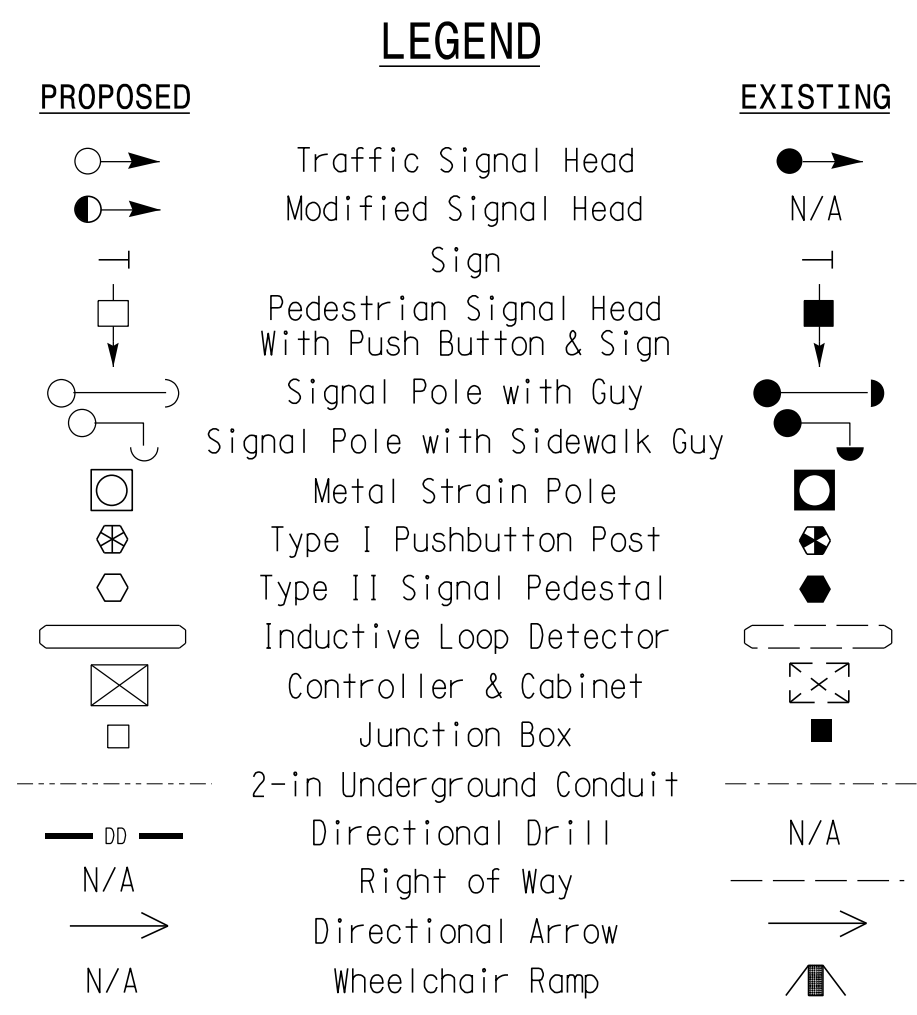 LEGEND
PROPOSED EXISTING
Traffic Signal Head
Modified Signal Head N/A
Sign
Pedestrian Signal Head
With Push Button & Sign
Signal Pole with Guy
Signal Pole with Sidewalk Guy
Metal Strain Pole
Type I Pushbutton Post
Type II Signal Pedestal
Inductive Loop Detector
Controller & Cabinet
Junction Box
2-in Underground Conduit
DD Directional Drill N/A
N/A Right of Way
Directional Arrow
N/A Wheelchair Ramp